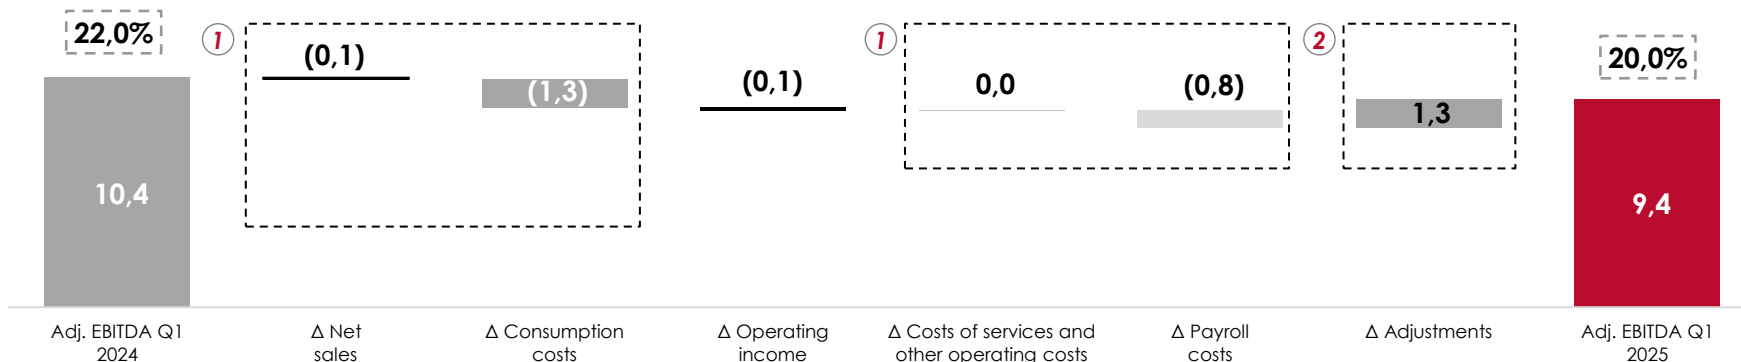 22,0%
1
(0,1)
(1,3)
(0,1)
1
0,0
(0,8)
2
1,3
20,0%
10,4
9,4
Adj. EBITDA Q1
2024
Δ Net
sales
Δ Consumption
costs
Δ Operating
income
Δ Costs of services and
other operating costs
Δ Payroll
costs
Δ Adjustments
Adj. EBITDA Q1
2025